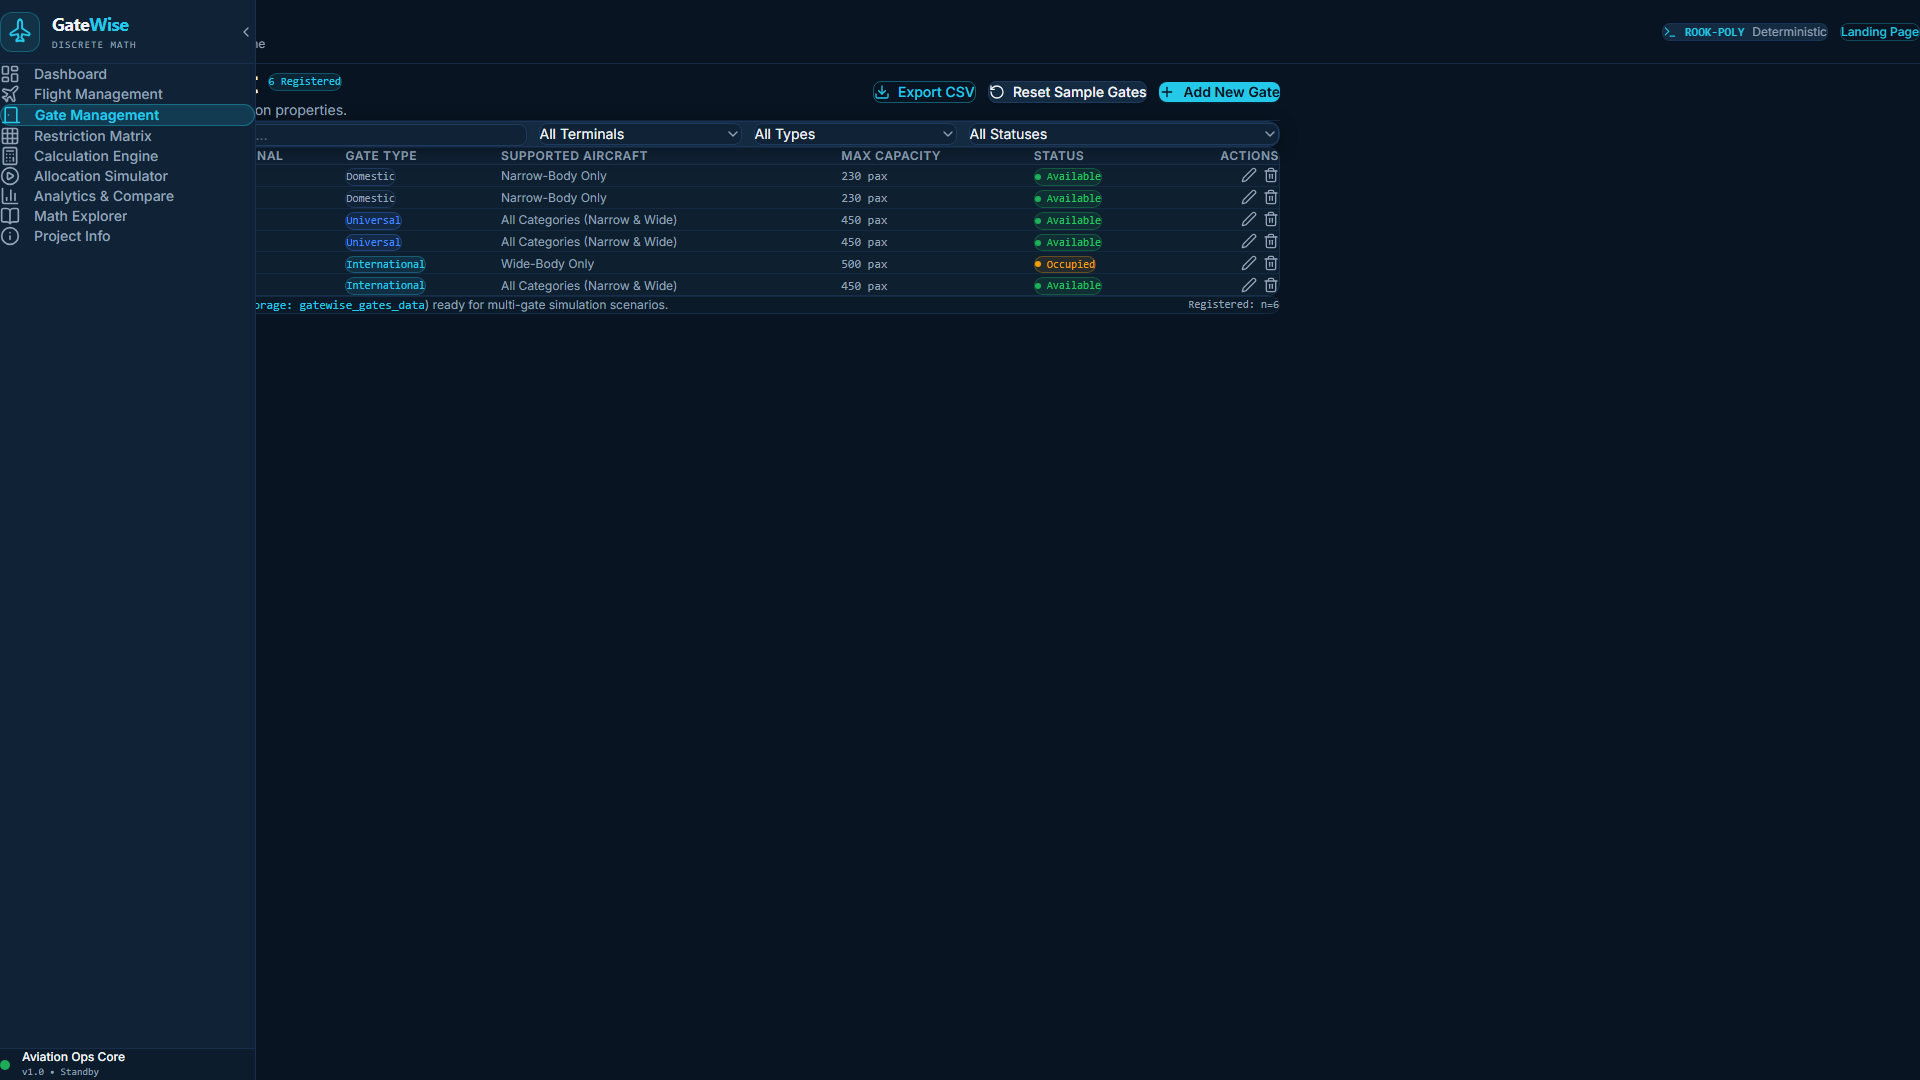 GateWise
DISCRETE MATH
Dashboard
Flight Management
Gate Management
Restriction Matrix
Calculation Engine
Allocation Simulator
Analytics & Compare
Math Explorer
Project Info
Aviation Ops Core
v1.0 • Standby
ROOK-POLY Deterministic
Landing Page
6 Registered
on properties.
Export CSV
Reset Sample Gates
Add New Gate
...
All Terminals
All Types
All Statuses
NAL GATE TYPE SUPPORTED AIRCRAFT MAX CAPACITY STATUS ACTIONS
Domestic Narrow-Body Only 230 pax Available
Domestic Narrow-Body Only 230 pax Available
Universal All Categories (Narrow & Wide) 450 pax Available
Universal All Categories (Narrow & Wide) 450 pax Available
International Wide-Body Only 500 pax Occupied
International All Categories (Narrow & Wide) 450 pax Available
orage: gatewise_gates_data) ready for multi-gate simulation scenarios.
Registered: n=6